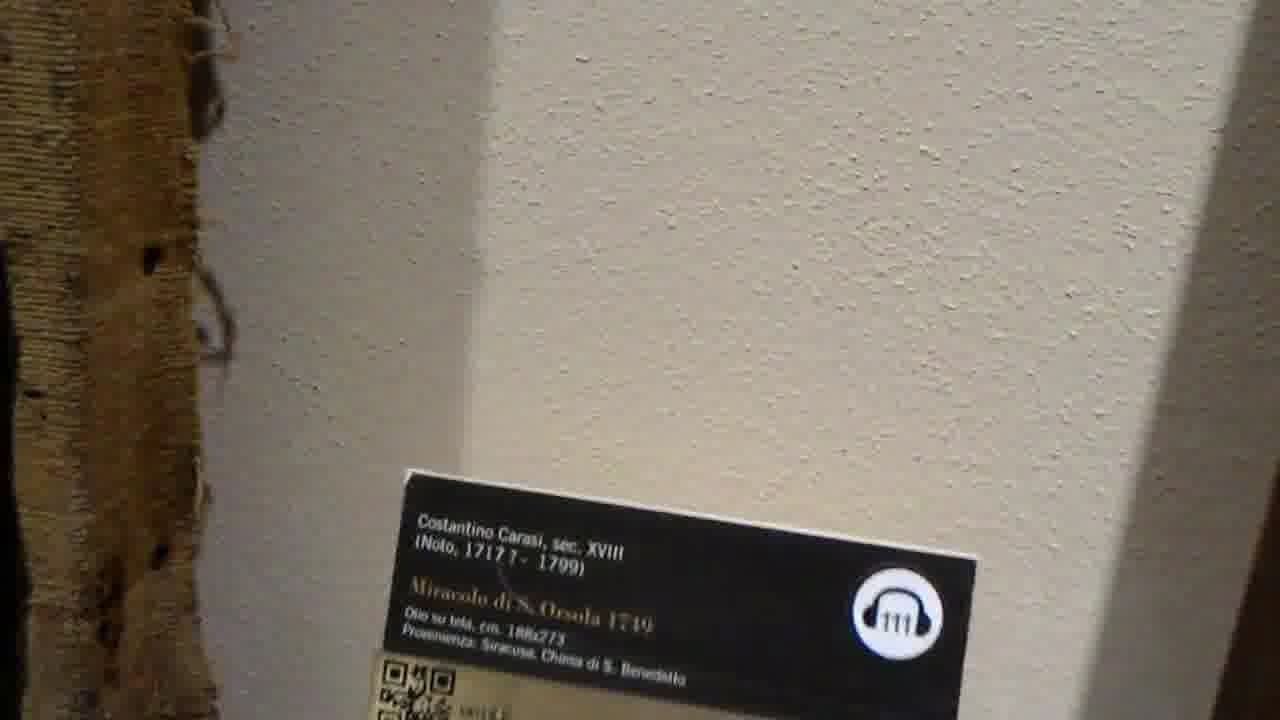 Costantino Carasi, sec. XVIII
(Noto, 1717 ? - 1799)
Miracolo di S. Orsola 1749
Olio su tela, cm. 188x273
Provenienza: Siracusa, Chiesa di S. Benedetto
111